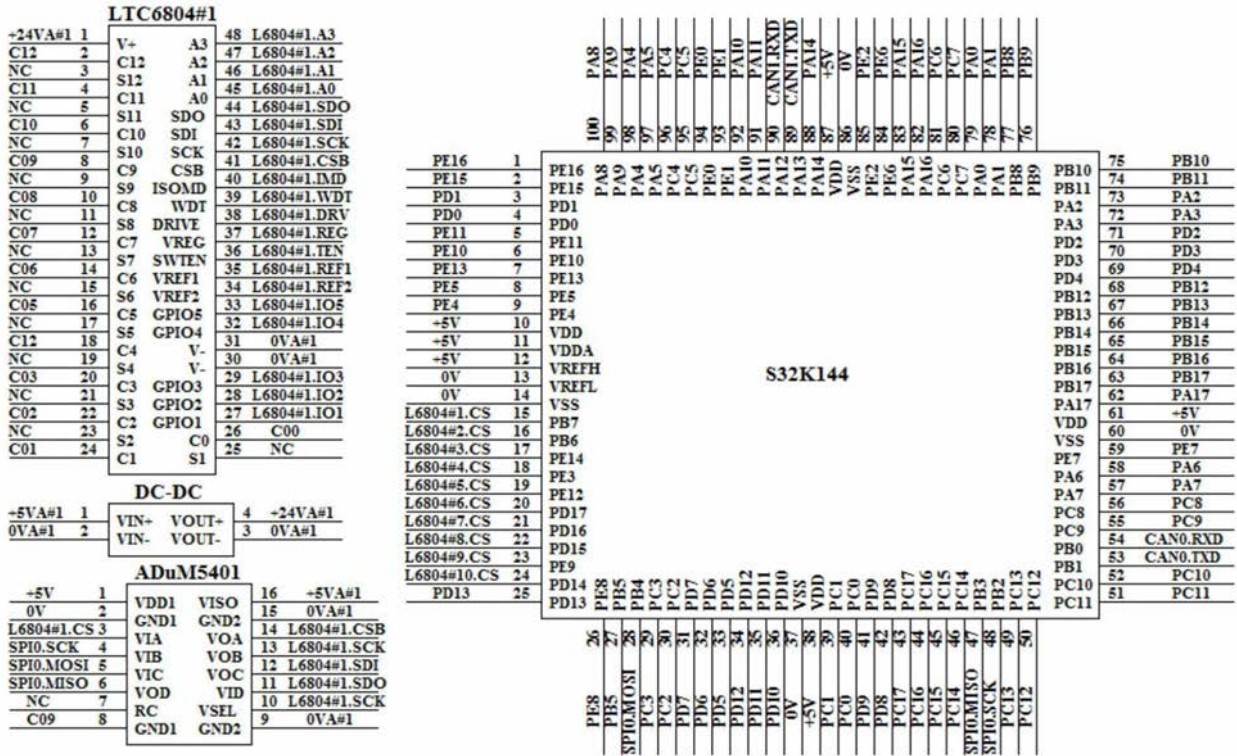 LTC6804#1
+24VA#1 1 V+ A3 48 L6804#1.A3
C12 2 C12 A2 47 L6804#1.A2
NC 3 S12 A1 46 L6804#1.A1
C11 4 C11 A0 45 L6804#1.A0
NC 5 S11 SDO 44 L6804#1.SDO
C10 6 C10 SDI 43 L6804#1.SDI
NC 7 S10 SCK 42 L6804#1.SCK
C09 8 C9 CSB 41 L6804#1.CSB
NC 9 S9 ISOMD 40 L6804#1.IMD
C08 10 C8 WDT 39 L6804#1.WDT
NC 11 S8 DRIVE 38 L6804#1.DRV
C07 12 C7 VREG 37 L6804#1.REG
NC 13 S7 SWTEN 36 L6804#1.TEN
C06 14 C6 VREF1 35 L6804#1.REF1
NC 15 S6 VREF2 34 L6804#1.REF2
C05 16 C5 GPIO5 33 L6804#1.IO5
NC 17 S5 GPIO4 32 L6804#1.IO4
C12 18 C4 V- 31 0VA#1
NC 19 S4 V- 30 0VA#1
C03 20 C3 GPIO3 29 L6804#1.IO3
NC 21 S3 GPIO2 28 L6804#1.IO2
C02 22 C2 GPIO1 27 L6804#1.IO1
NC 23 S2 C0 26 C00
C01 24 C1 S1 25 NC
DC-DC
+5VA#1 1 VIN+ VOUT+ 4 +24VA#1
0VA#1 2 VIN- VOUT- 3 0VA#1
ADuM5401
+5V 1 VDD1 VISO 16 +5VA#1
0V 2 GND1 GND2 15 0VA#1
L6804#1.CS 3 VIA VOA 14 L6804#1.CSB
SPI0.SCK 4 VIB VOB 13 L6804#1.SCK
SPI0.MOSI 5 VIC VOC 12 L6804#1.SDI
SPI0.MISO 6 VOD VID 11 L6804#1.SDO
NC 7 RC VSEL 10 L6804#1.SCK
C09 8 GND1 GND2 9 0VA#1
PA8 PA9 PA4 PA5 PC4 PC5 PE0 PE1 PA10 PA11 CAN1.RXD CAN1.TXD PA14 +5V 0V PE2 PE6 PA15 PA16 PC6 PC7 PA0 PA1 PB8 PB9
100 99 98 97 96 95 94 93 92 91 90 89 88 87 86 85 84 83 82 81 80 79 78 77 76
PA8 PA9 PA4 PA5 PC4 PC5 PE0 PE1 PA10 PA11 PA12 PA13 PA14 VDD VSS PE2 PE6 PA15 PA16 PC6 PC7 PA0 PA1 PB8 PB9
PE16 1 PE16 PB10 75 PB10
PE15 2 PE15 PB11 74 PB11
PD1 3 PD1 PA2 73 PA2
PD0 4 PD0 PA3 72 PA3
PE11 5 PE11 PD2 71 PD2
PE10 6 PE10 PD3 70 PD3
PE13 7 PE13 PD4 69 PD4
PE5 8 PE5 PB12 68 PB12
PE4 9 PE4 PB13 67 PB13
+5V 10 VDD PB14 66 PB14
+5V 11 VDDA PB15 65 PB15
+5V 12 VREFH PB16 64 PB16
0V 13 VREFL PB17 63 PB17
0V 14 VSS PA17 62 PA17
L6804#1.CS 15 PB7 VDD 61 +5V
L6804#2.CS 16 PB6 VSS 60 0V
L6804#3.CS 17 PE14 PE7 59 PE7
L6804#4.CS 18 PE3 PA6 58 PA6
L6804#5.CS 19 PE12 PA7 57 PA7
L6804#6.CS 20 PD17 PC8 56 PC8
L6804#7.CS 21 PD16 PC9 55 PC9
L6804#8.CS 22 PD15 PB0 54 CAN0.RXD
L6804#9.CS 23 PE9 PB1 53 CAN0.TXD
L6804#10.CS 24 PD14 PC10 52 PC10
PD13 25 PD13 PC11 51 PC11
S32K144
PE8 PB5 PB4 PC3 PC2 PD7 PD6 PD5 PD12 PD11 PD10 VSS VDD PC1 PC0 PD9 PD8 PC17 PC16 PC15 PC14 PB3 PB2 PC13 PC12
26 27 28 29 30 31 32 33 34 35 36 37 38 39 40 41 42 43 44 45 46 47 48 49 50
PE8 PB5 SPI0.MOSI PC3 PC2 PD7 PD6 PD5 PD12 PD11 PD10 0V +5V PC1 PC0 PD9 PD8 PC17 PC16 PC15 PC14 SPI0.MISO SPI0.SCK PC13 PC12